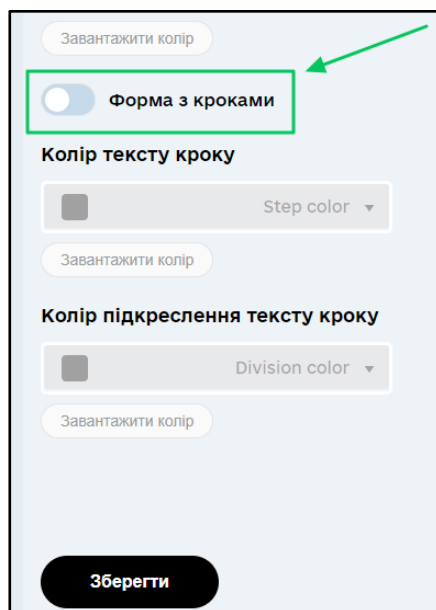 Завантажити колір
Форма з кроками
Колір тексту кроку
Step color
Завантажити колір
Колір підкреслення тексту кроку
Division color
Завантажити колір
Зберегти